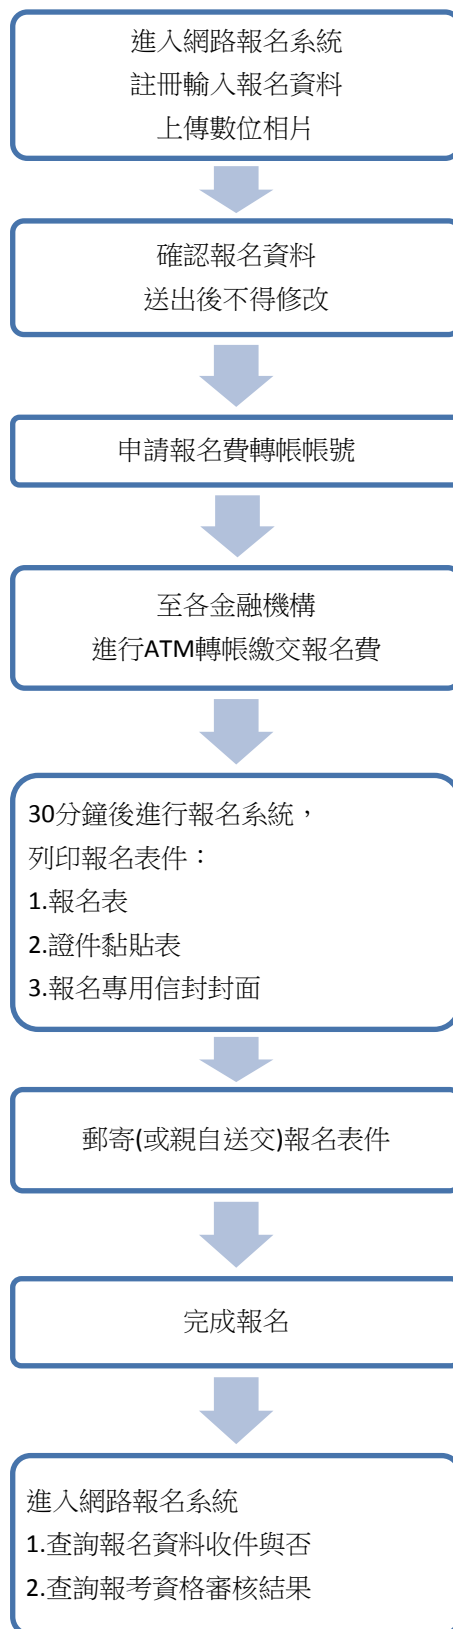 進入網路報名系統
註冊輸入報名資料
上傳數位相片
確認報名資料
送出後不得修改
申請報名費轉帳帳號
至各金融機構
進行ATM轉帳繳交報名費
30分鐘後進行報名系統，
列印報名表件：
1.報名表
2.證件黏貼表
3.報名專用信封封面
郵寄(或親自送交)報名表件
完成報名
進入網路報名系統
1.查詢報名資料收件與否
2.查詢報考資格審核結果